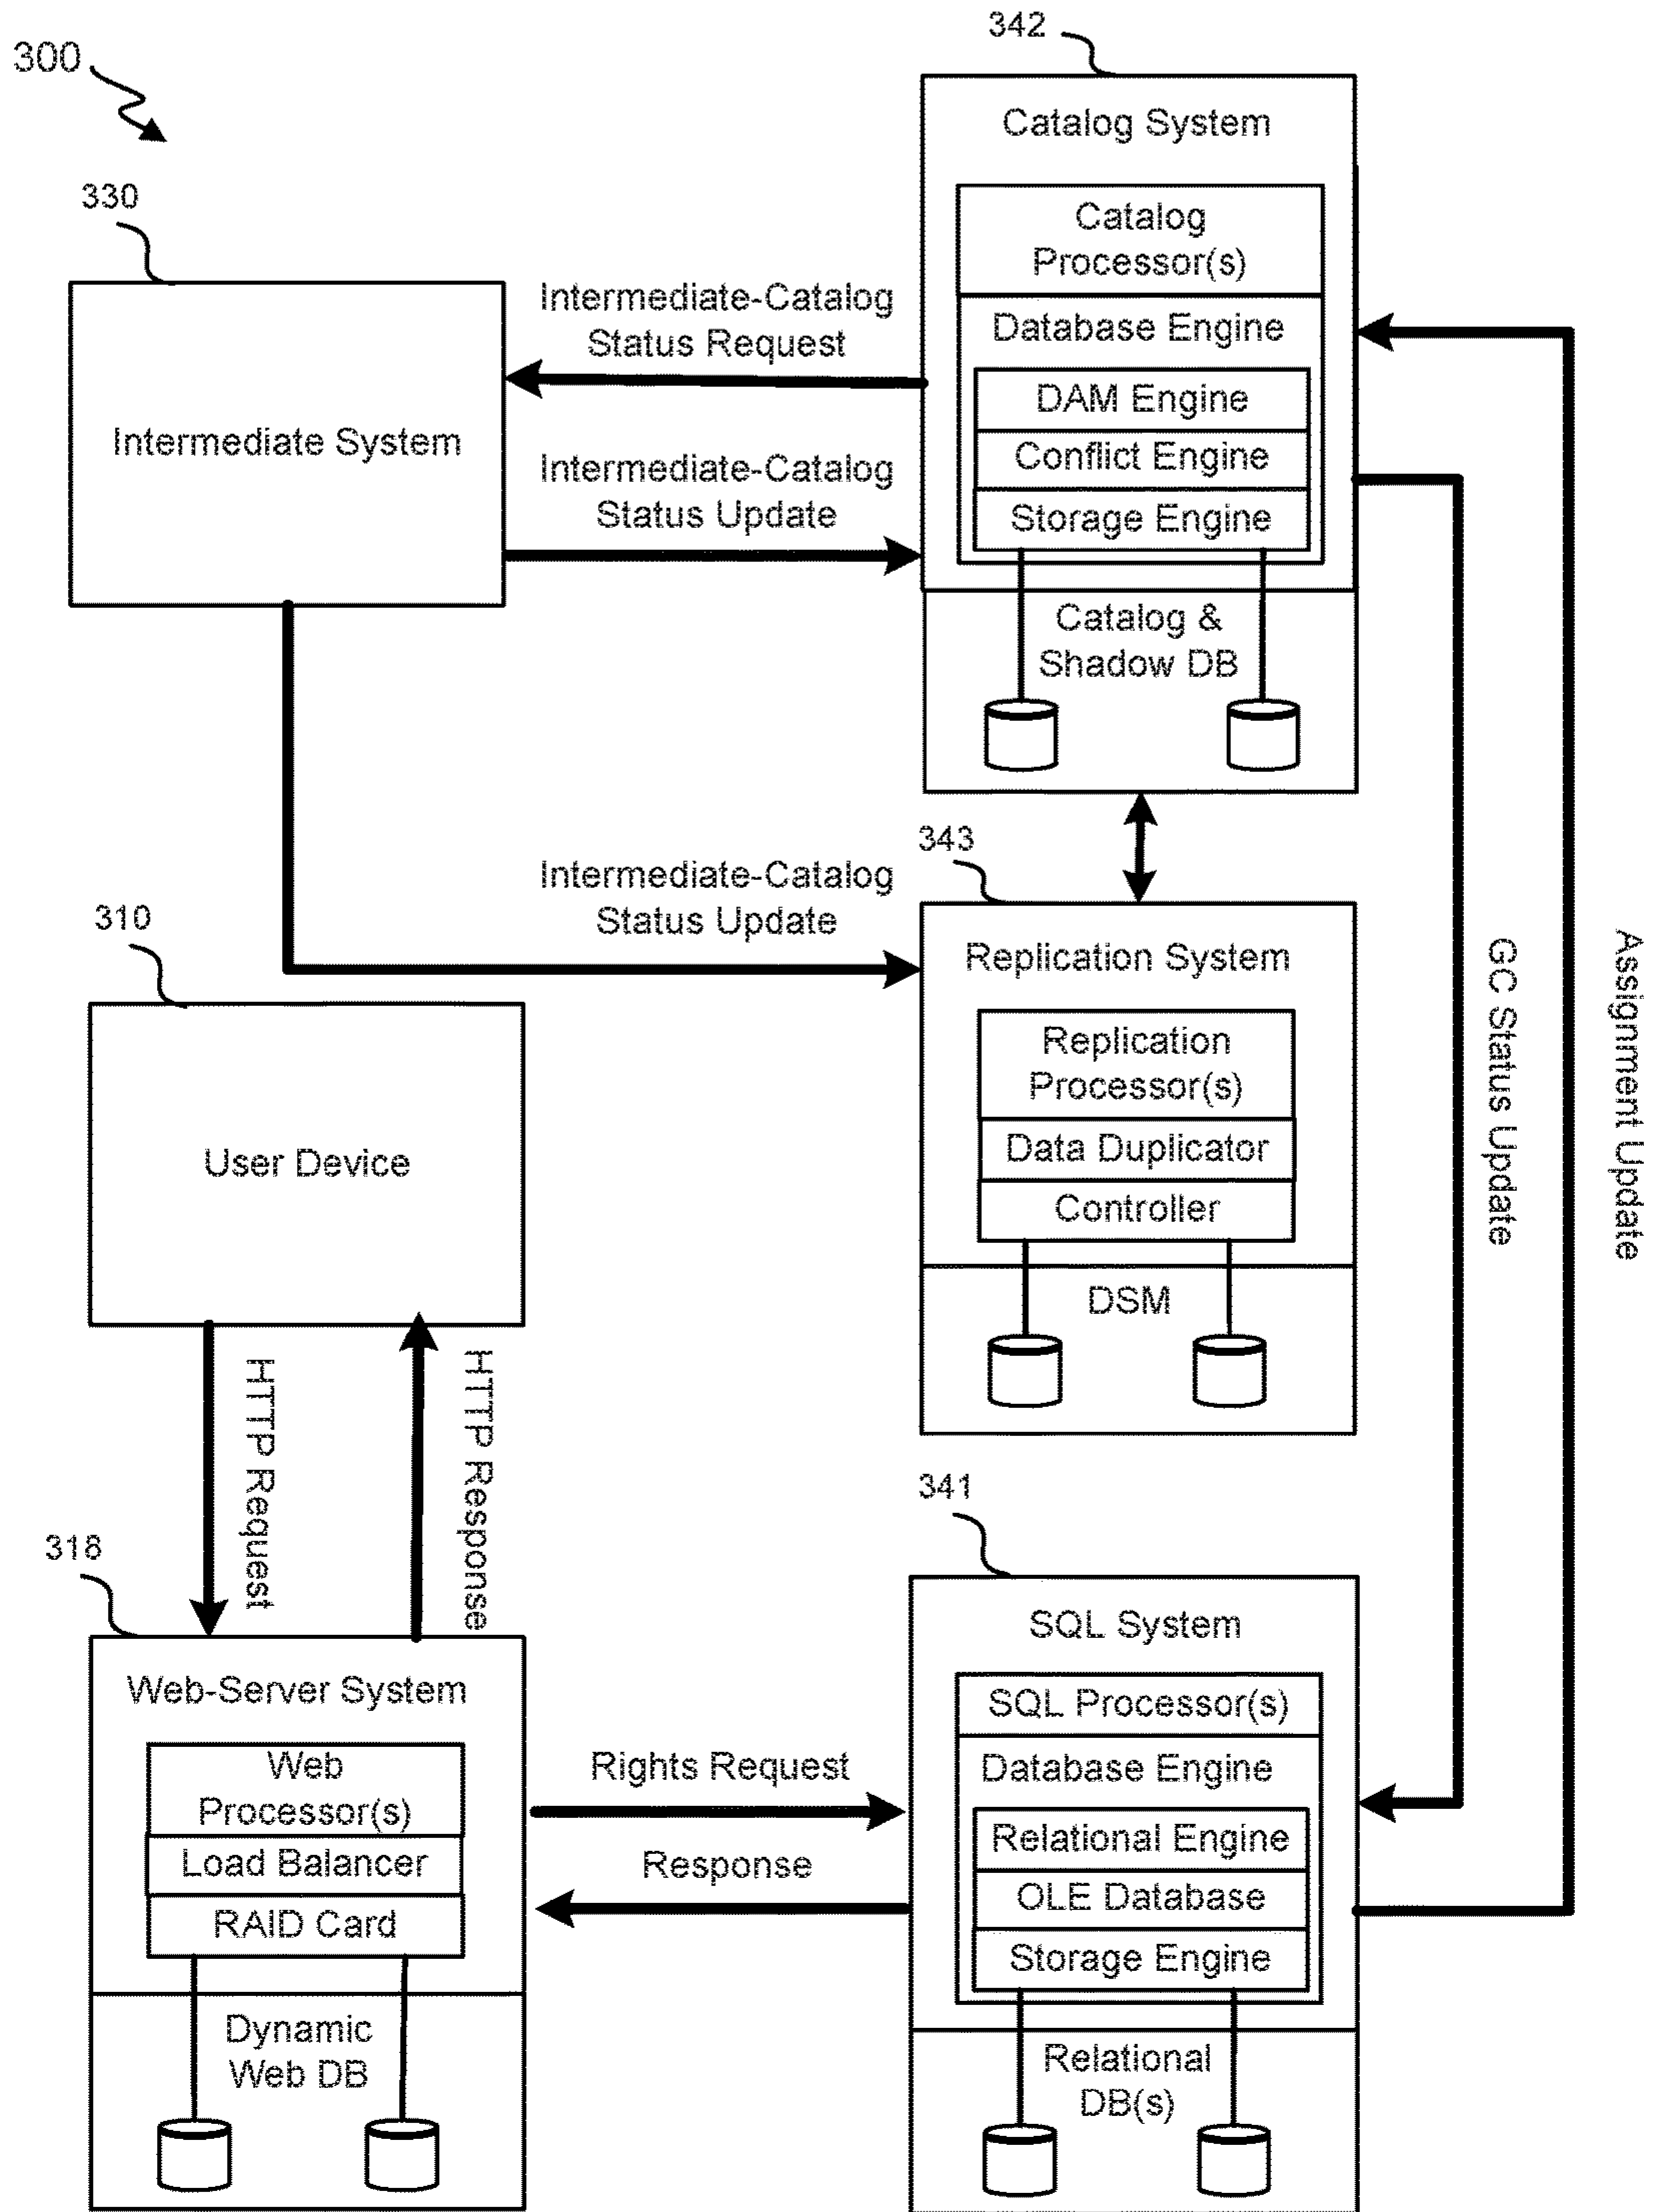 300
342
Catalog System
Catalog
Processor(s)
Database Engine
DAM Engine
Conflict Engine
Storage Engine
Catalog &
Shadow DB
330
Intermediate System
Intermediate-Catalog
Status Request
Intermediate-Catalog
Status Update
Intermediate-Catalog
Status Update
343
Replication System
Replication
Processor(s)
Data Duplicator
Controller
DSM
GC Status Update
Assignment Update
310
User Device
HTTP Request
HTTP Response
318
Web-Server System
Web
Processor(s)
Load Balancer
RAID Card
Dynamic
Web DB
Rights Request
Response
341
SQL System
SQL Processor(s)
Database Engine
Relational Engine
OLE Database
Storage Engine
Relational
DB(s)